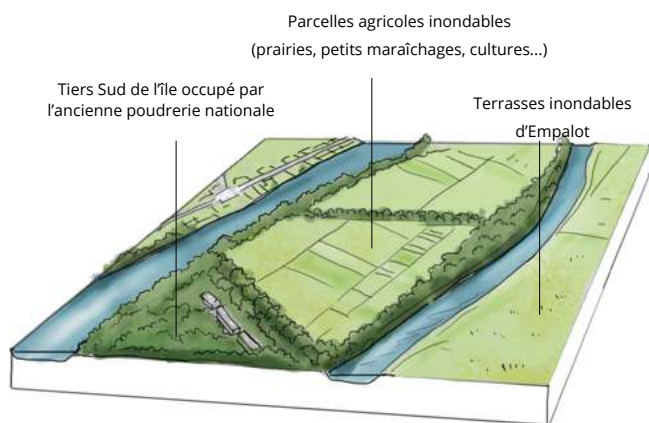 Parcelles agricoles inondables
(prairies, petits maraîchages, cultures...)
Tiers Sud de l'île occupé par
l'ancienne poudrerie nationale
Terrasses inondables
d'Empalot